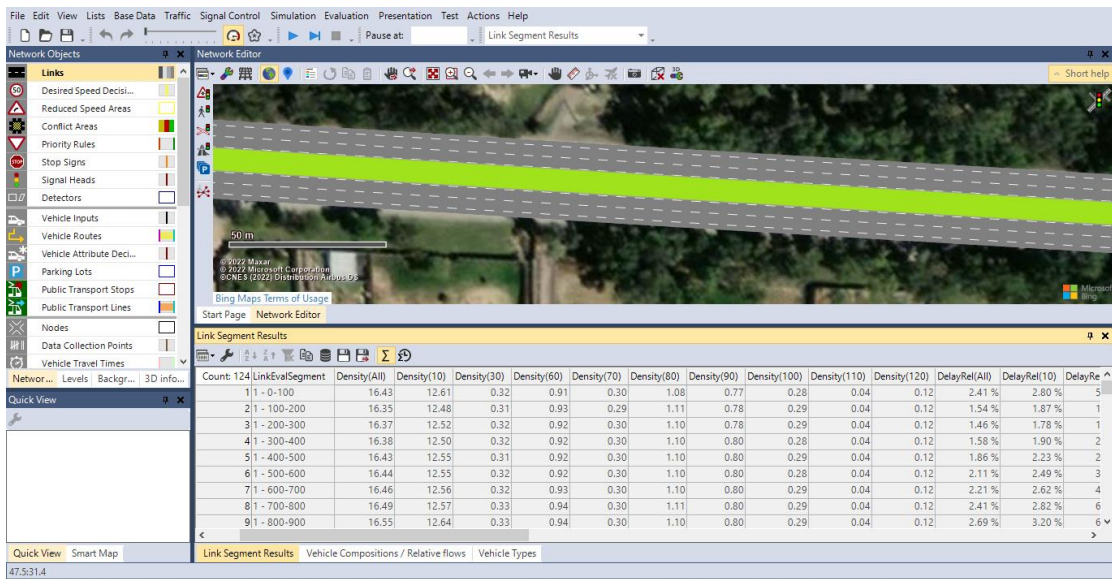 File Edit View Lists Base Data Traffic Signal Control Simulation Evaluation Presentation Test Actions Help
Pause at: Link Segment Results
Network Objects
Links
50 Desired Speed Decisi...
Reduced Speed Areas
Conflict Areas
Priority Rules
STOP Stop Signs
Signal Heads
Detectors
Vehicle Inputs
Vehicle Routes
Vehicle Attribute Deci...
P Parking Lots
Public Transport Stops
Public Transport Lines
Nodes
Data Collection Points
Vehicle Travel Times
Networ... Levels Backgr... 3D info...
Quick View
Quick View Smart Map
Network Editor
3D
Short help
50 m
© 2022 Maxar
© 2022 Microsoft Corporation
©CNES (2022) Distribution Airbus DS
Bing Maps Terms of Usage
Microsof
Bing
Start Page Network Editor
Link Segment Results
Σ
Count: 124 LinkEvalSegment Density(All) Density(10) Density(30) Density(60) Density(70) Density(80) Density(90) Density(100) Density(110) Density(120) DelayRel(All) DelayRel(10) DelayRe
1 1 - 0-100 16.43 12.61 0.32 0.91 0.30 1.08 0.77 0.28 0.04 0.12 2.41 % 2.80 % 5
2 1 - 100-200 16.35 12.48 0.31 0.93 0.29 1.11 0.78 0.29 0.04 0.12 1.54 % 1.87 % 1
3 1 - 200-300 16.37 12.52 0.32 0.92 0.30 1.10 0.78 0.29 0.04 0.12 1.46 % 1.78 % 1
4 1 - 300-400 16.38 12.50 0.32 0.92 0.30 1.10 0.80 0.28 0.04 0.12 1.58 % 1.90 % 2
5 1 - 400-500 16.43 12.55 0.31 0.92 0.30 1.10 0.80 0.29 0.04 0.12 1.86 % 2.23 % 2
6 1 - 500-600 16.44 12.55 0.32 0.92 0.30 1.10 0.80 0.28 0.04 0.12 2.11 % 2.49 % 3
7 1 - 600-700 16.46 12.56 0.32 0.93 0.30 1.10 0.80 0.29 0.04 0.12 2.21 % 2.62 % 4
8 1 - 700-800 16.49 12.57 0.33 0.94 0.30 1.11 0.80 0.29 0.04 0.12 2.41 % 2.82 % 6
9 1 - 800-900 16.55 12.64 0.33 0.94 0.30 1.10 0.80 0.29 0.04 0.12 2.69 % 3.20 % 6
Link Segment Results Vehicle Compositions / Relative flows Vehicle Types
47.5:31.4